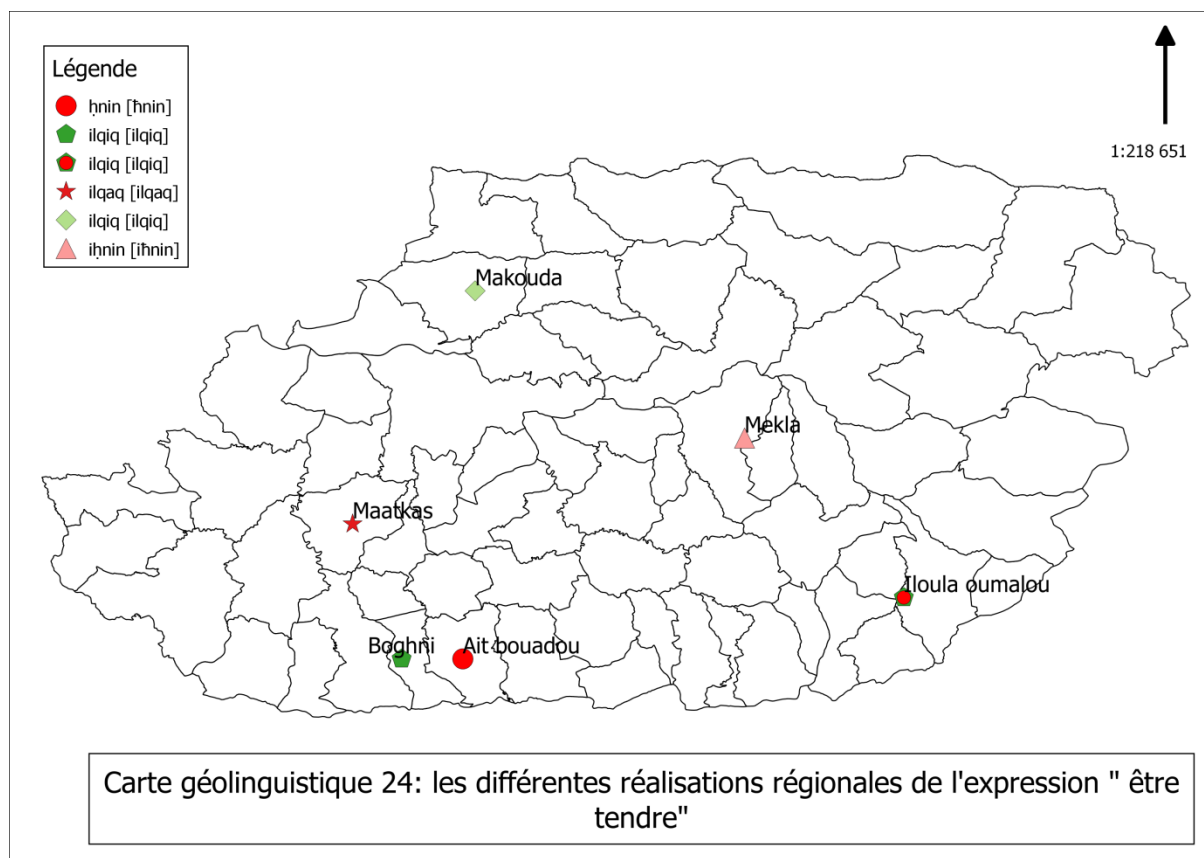 Légende
ḥnin [ħnin]
ilqiq [ilqiq]
ilqiq [ilqiq]
ilqaq [ilqaq]
ilqiq [ilqiq]
iḥnin [iħnin]
1:218 651
Makouda
Mekla
Maatkas
Iloula oumalou
Boghni
Ait bouadou
Carte géolinguistique 24: les différentes réalisations régionales de l'expression " être
tendre"